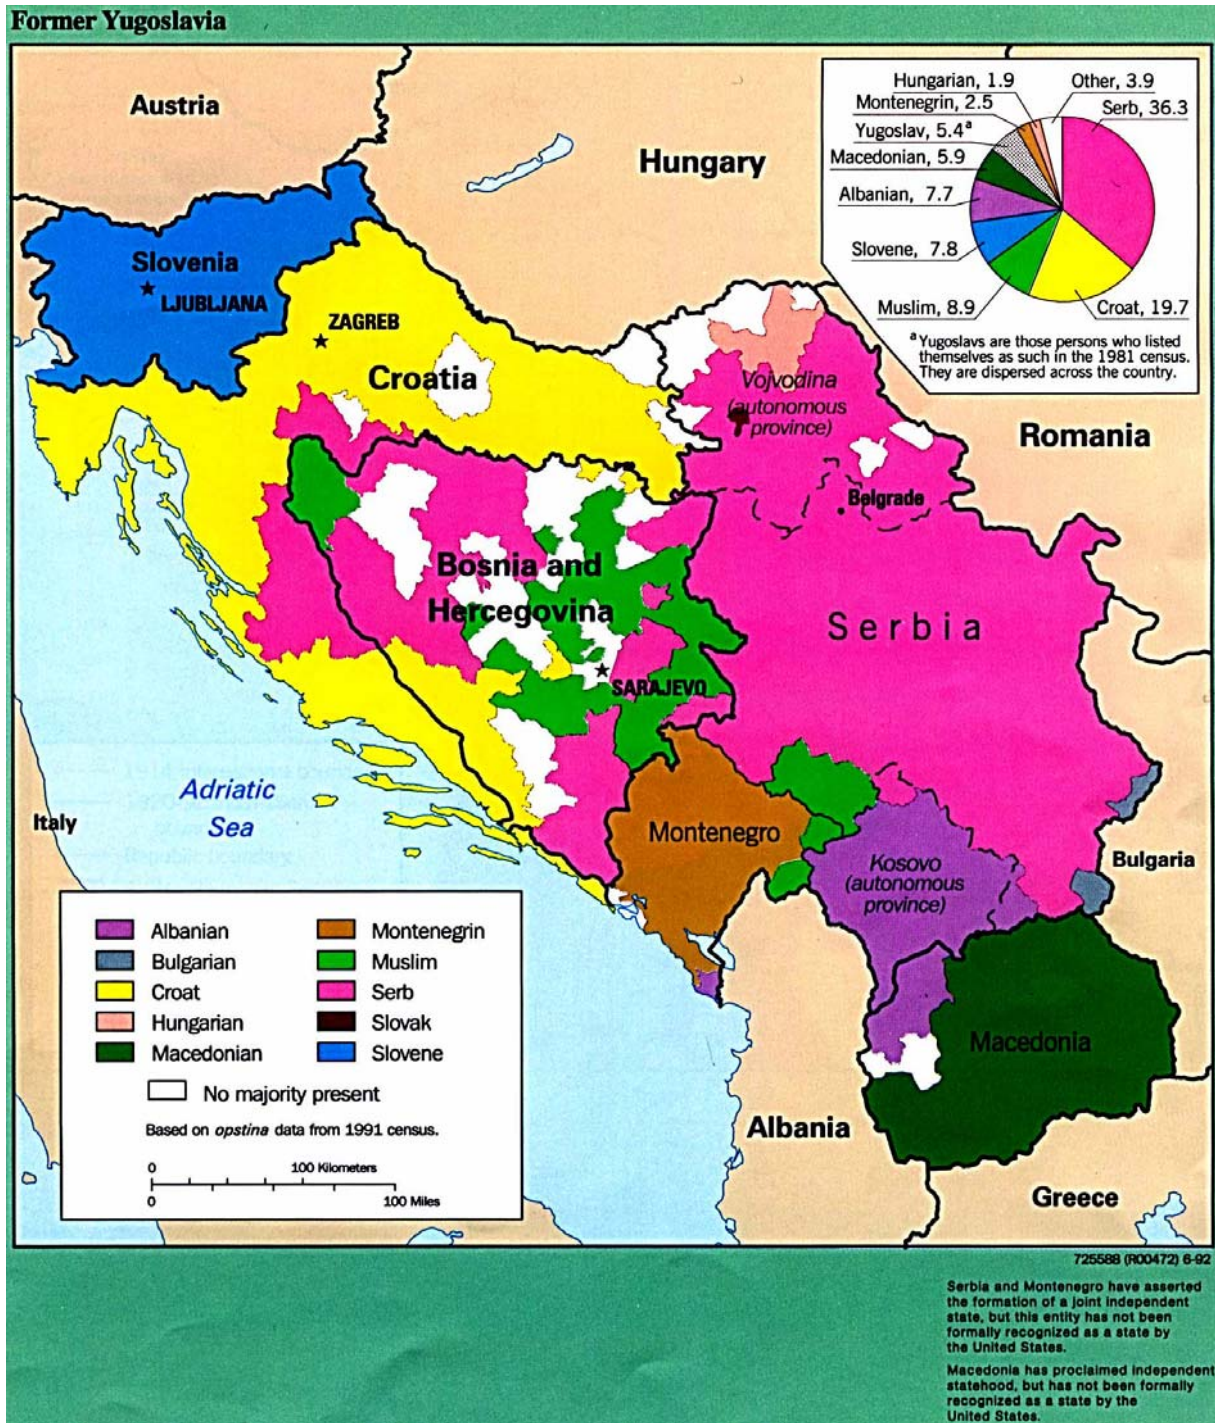 Former Yugoslavia
Austria
Hungary
Hungarian, 1.9
Other, 3.9
Montenegrin, 2.5
Serb, 36.3
Yugoslav, 5.4ᵃ
Macedonian, 5.9
Albanian, 7.7
Slovene, 7.8
Muslim, 8.9
Croat, 19.7
ᵃ Yugoslavs are those persons who listed
themselves as such in the 1981 census.
They are dispersed across the country.
Slovenia
LJUBLJANA
ZAGREB
Croatia
Vojvodina
(autonomous
province)
Romania
Belgrade
Bosnia and
Hercegovina
Serbia
SARAJEVO
Adriatic
Sea
Italy
Montenegro
Kosovo
(autonomous
province)
Bulgaria
Macedonia
Albania
Greece
Albanian
Montenegrin
Bulgarian
Muslim
Croat
Serb
Hungarian
Slovak
Macedonian
Slovene
No majority present
Based on opstina data from 1991 census.
0 100 Kilometers
0 100 Miles
725588 (R00472) 6-92
Serbia and Montenegro have asserted
the formation of a joint independent
state, but this entity has not been
formally recognized as a state by
the United States.
Macedonia has proclaimed independent
statehood, but has not been formally
recognized as a state by the
United States.